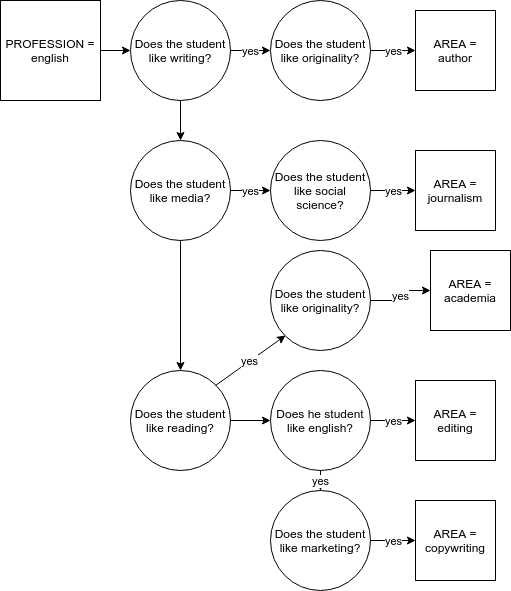 PROFESSION =
english
Does the student
like writing?
yes
Does the student
like originality?
yes
AREA =
author
Does the student
like media?
yes
Does the student
like social
science?
yes
AREA =
journalism
Does the student
like originality?
yes
AREA =
academia
yes
Does the student
like reading?
Does he student
like english?
yes
AREA =
editing
yes
Does the student
like marketing?
yes
AREA =
copywriting